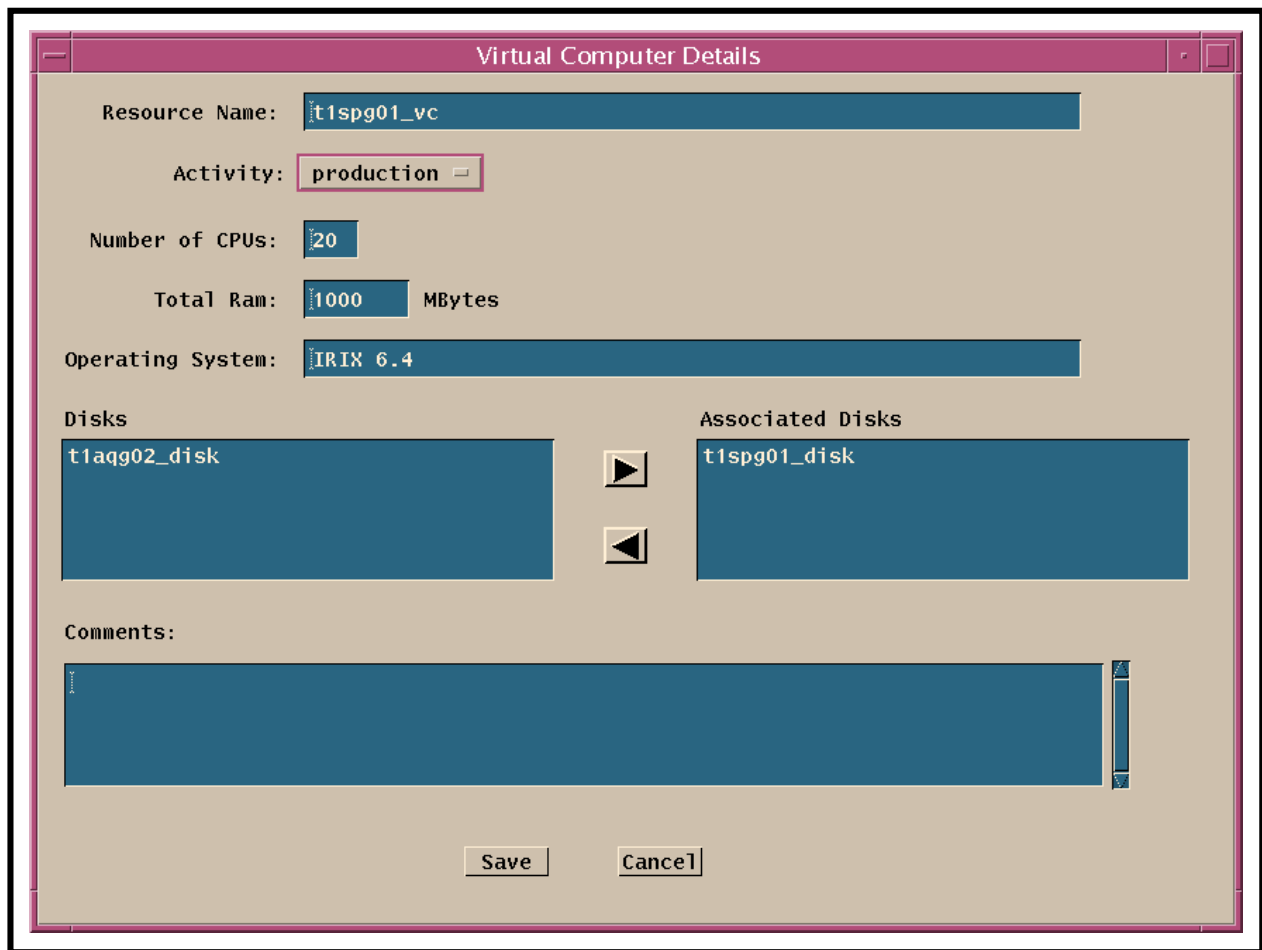 Virtual Computer Details
Resource Name: t1spg01_vc
Activity: production
Number of CPUs: 20
Total Ram: 1000 MBytes
Operating System: IRIX 6.4
Disks Associated Disks
t1aqg02_disk t1spg01_disk
Comments:
Save Cancel